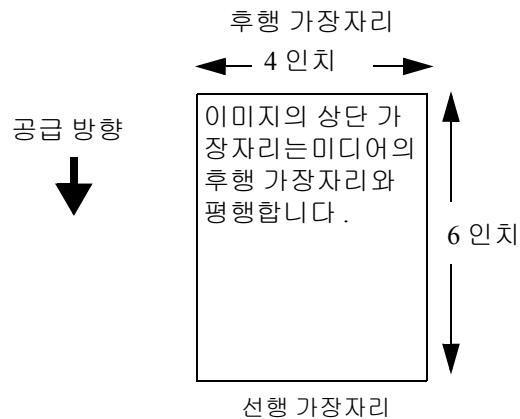 후행 가장자리
4 인치
공급 방향
이미지의 상단 가
장자리는미디어의
후행 가장자리와
평행합니다 .
6 인치
선행 가장자리